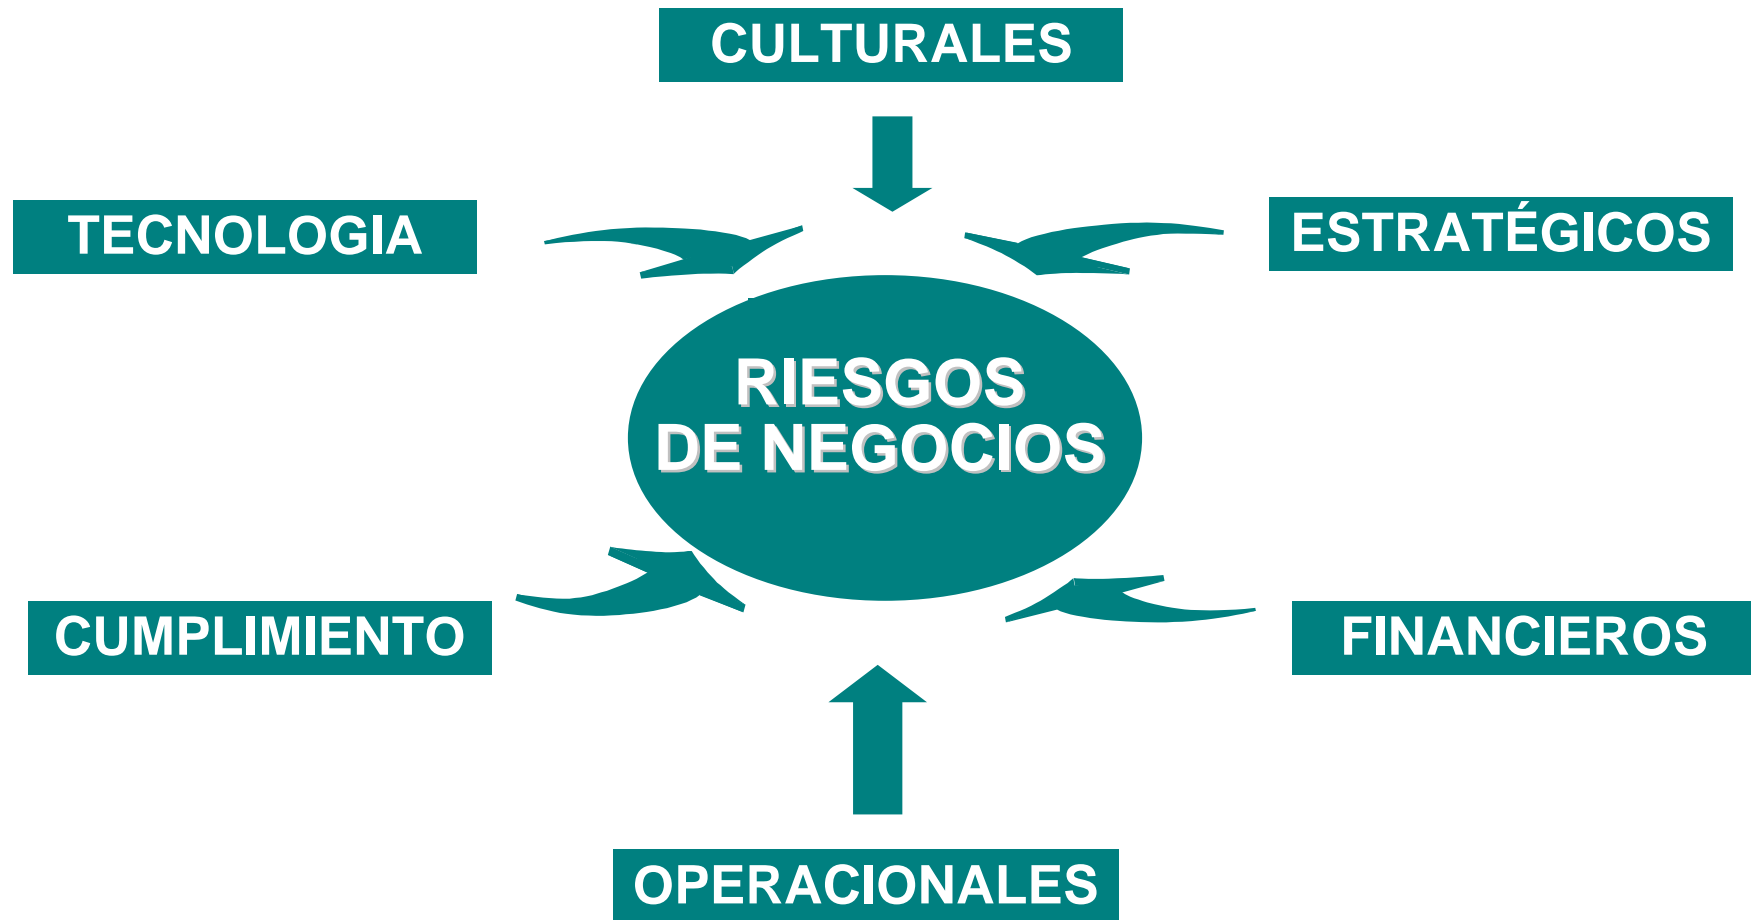 CULTURALES
TECNOLOGIA
ESTRATÉGICOS
RIESGOS
DE NEGOCIOS
CUMPLIMIENTO
FINANCIEROS
OPERACIONALES